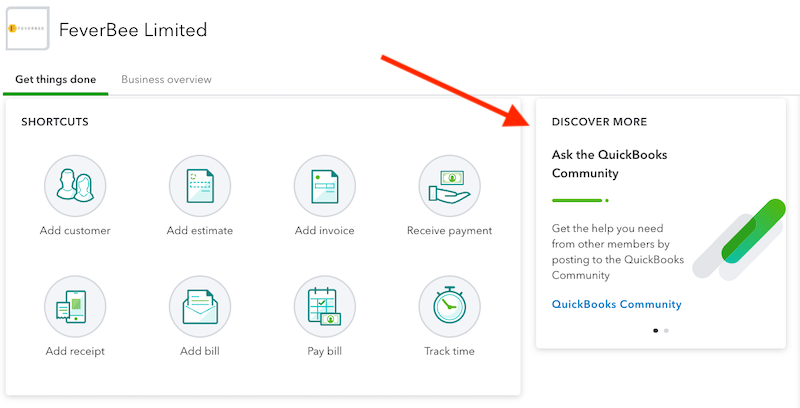 FEVERBEE
FeverBee Limited
Get things done
Business overview
SHORTCUTS
Add customer
Add estimate
Add invoice
Receive payment
Add receipt
Add bill
Pay bill
Track time
DISCOVER MORE
Ask the QuickBooks
Community
Get the help you need
from other members by
posting to the QuickBooks
Community
QuickBooks Community